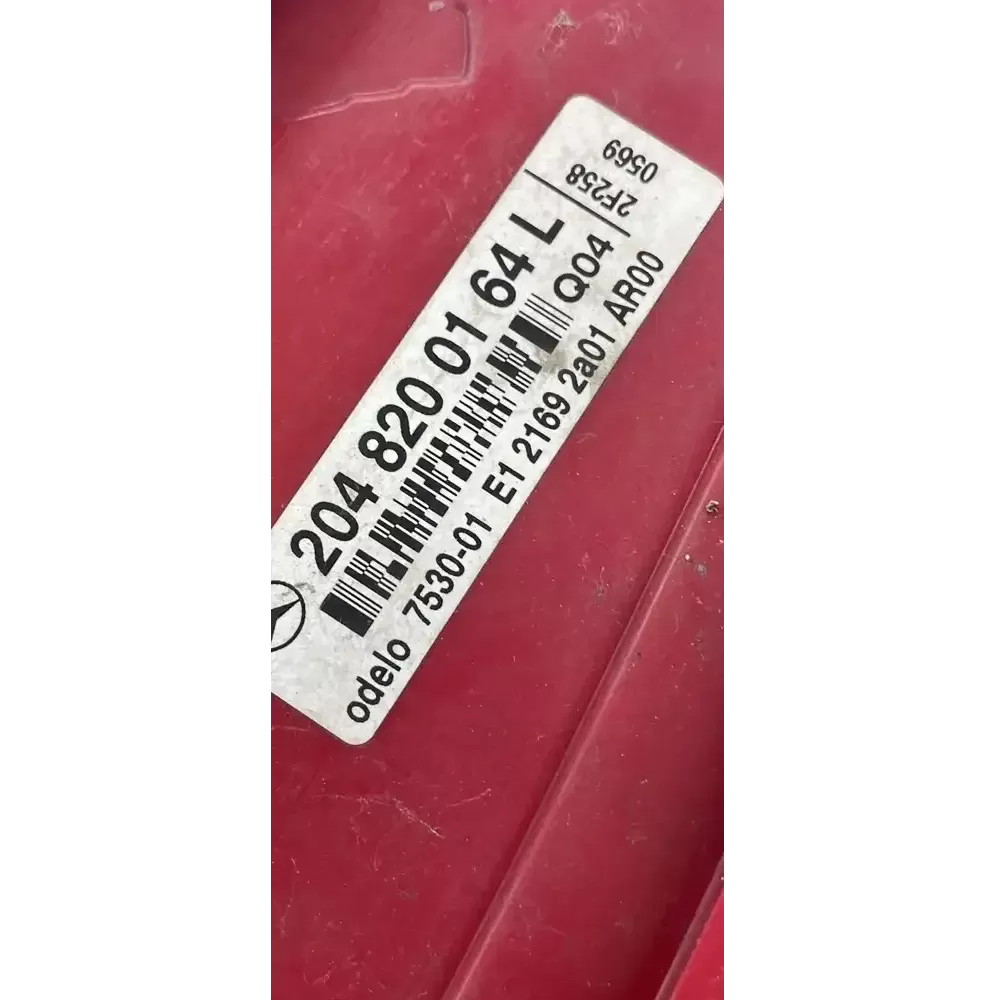 204 820 01 64 L
Q04
odelo 7530-01 E1 2169 2a01 AR00
2F258
0569